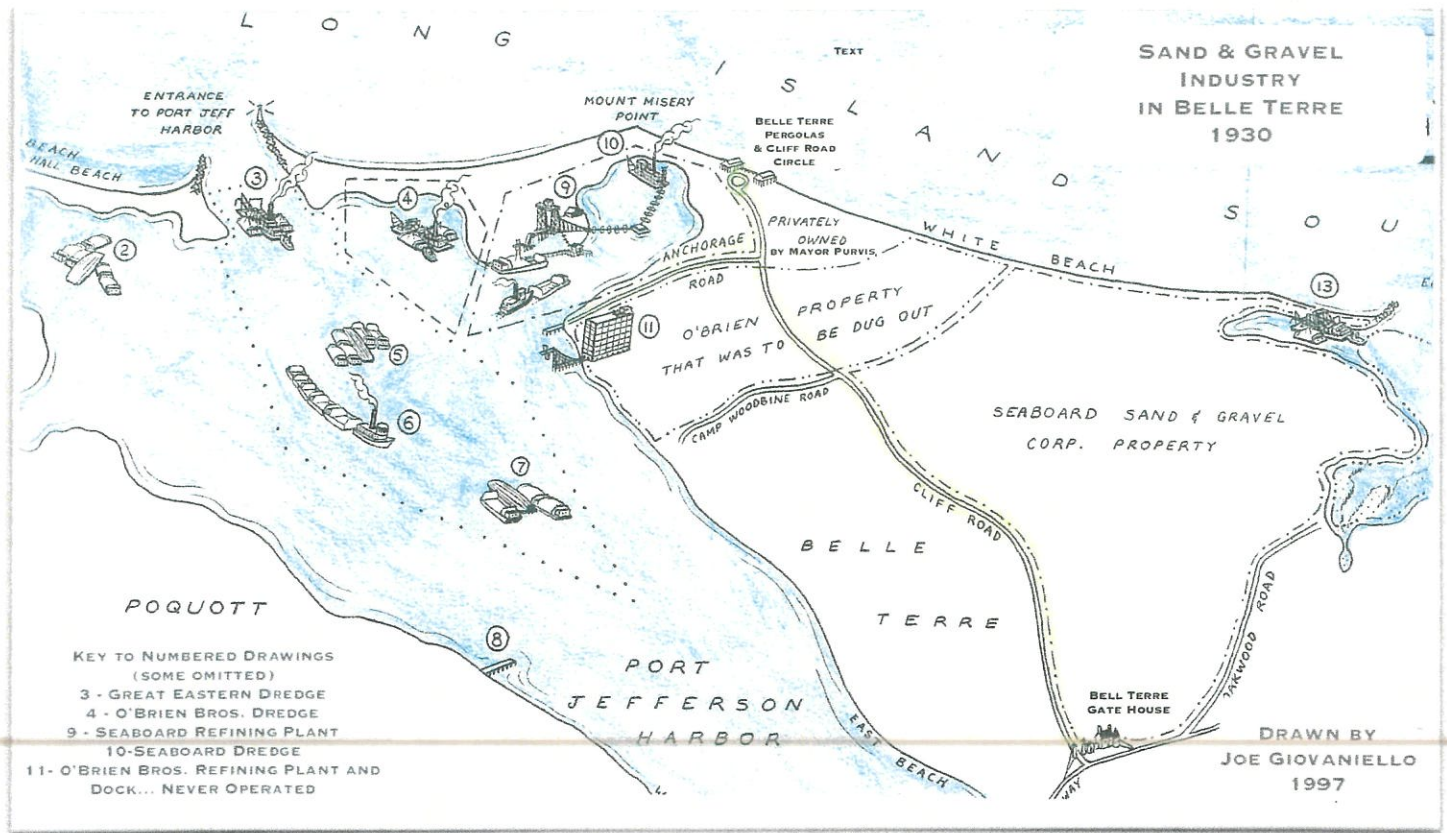 LONG
ISLAND
SOU
TEXT
SAND & GRAVEL
INDUSTRY
IN BELLE TERRE
1930
ENTRANCE
TO PORT JEFF
HARBOR
MOUNT MISERY
POINT
BELLE TERRE
PERGOLAS
& CLIFF ROAD
CIRCLE
BEACH
HALL BEACH
2
3
4
9
10
PRIVATELY
OWNED
BY MAYOR PURVIS,
ANCHORAGE
ROAD
WHITE BEACH
13
11
O'BRIEN PROPERTY
THAT WAS TO BE DUG OUT
CAMP WOODBINE ROAD
5
6
7
SEABOARD SAND & GRAVEL
CORP. PROPERTY
CLIFF ROAD
BELLE
TERRE
ROAD
POQUOTT
8
PORT
JEFFERSON
HARBOR
EAST BEACH
BELL TERRE
GATE HOUSE
WAY
KEY TO NUMBERED DRAWINGS
(SOME OMITTED)
3 - GREAT EASTERN DREDGE
4 - O'BRIEN BROS. DREDGE
9 - SEABOARD REFINING PLANT
10-SEABOARD DREDGE
11- O'BRIEN BROS. REFINING PLANT AND
DOCK... NEVER OPERATED
DRAWN BY
JOE GIOVANIELLO
1997